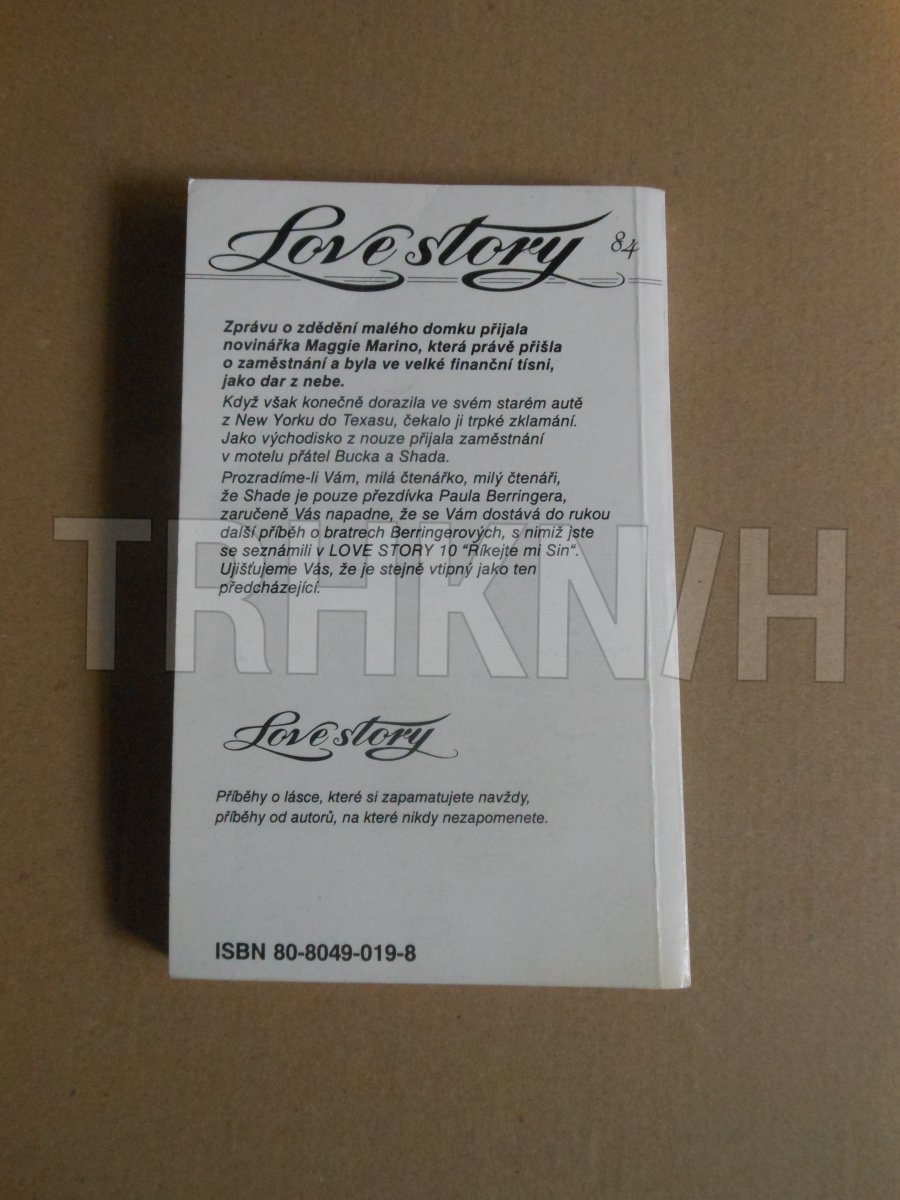 Love story 84
Zprávu o zdědění malého domku přijala
novinářka Maggie Marino, která právě přišla
o zaměstnání a byla ve velké finanční tísni,
jako dar z nebe.
Když však konečně dorazila ve svém starém autě
z New Yorku do Texasu, čekalo ji trpké zklamání.
Jako východisko z nouze přijala zaměstnání
v motelu přátel Bucka a Shada.
Prozradíme-li Vám, milá čtenářko, milý čtenáři,
že Shade je pouze přezdívka Paula Berringera,
zaručeně Vás napadne, že se Vám dostává do rukou
další příběh o bratrech Berringerových, s nimiž jste
se seznámili v LOVE STORY 10 “Říkejte mi Sin“.
Ujišťujeme Vás, že je stejně vtipný jako ten
předcházející.
TRHKNIH
Love story
Příběhy o lásce, které si zapamatujete navždy,
příběhy od autorů, na které nikdy nezapomenete.
ISBN 80-8049-019-8